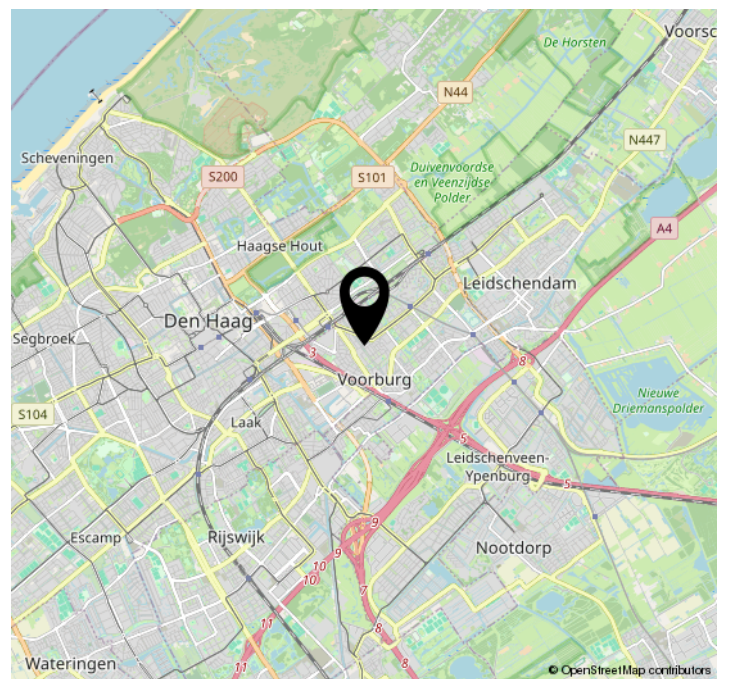 De Horsten
Voorsc
N44
N447
Scheveningen
S200
S101
Duivenvoordse
en Veenzijdse
Polder
A4
Haagse Hout
Leidschendam
Den Haag
Segbroek
3
8
Voorburg
Nieuwe
Driemanspolder
S104
Laak
5
Leidschenveen-
Ypenburg
5
9
Escamp
Rijswijk
9
Nootdorp
10
10
7
11
8
11
8
Wateringen
© OpenStreetMap contributors